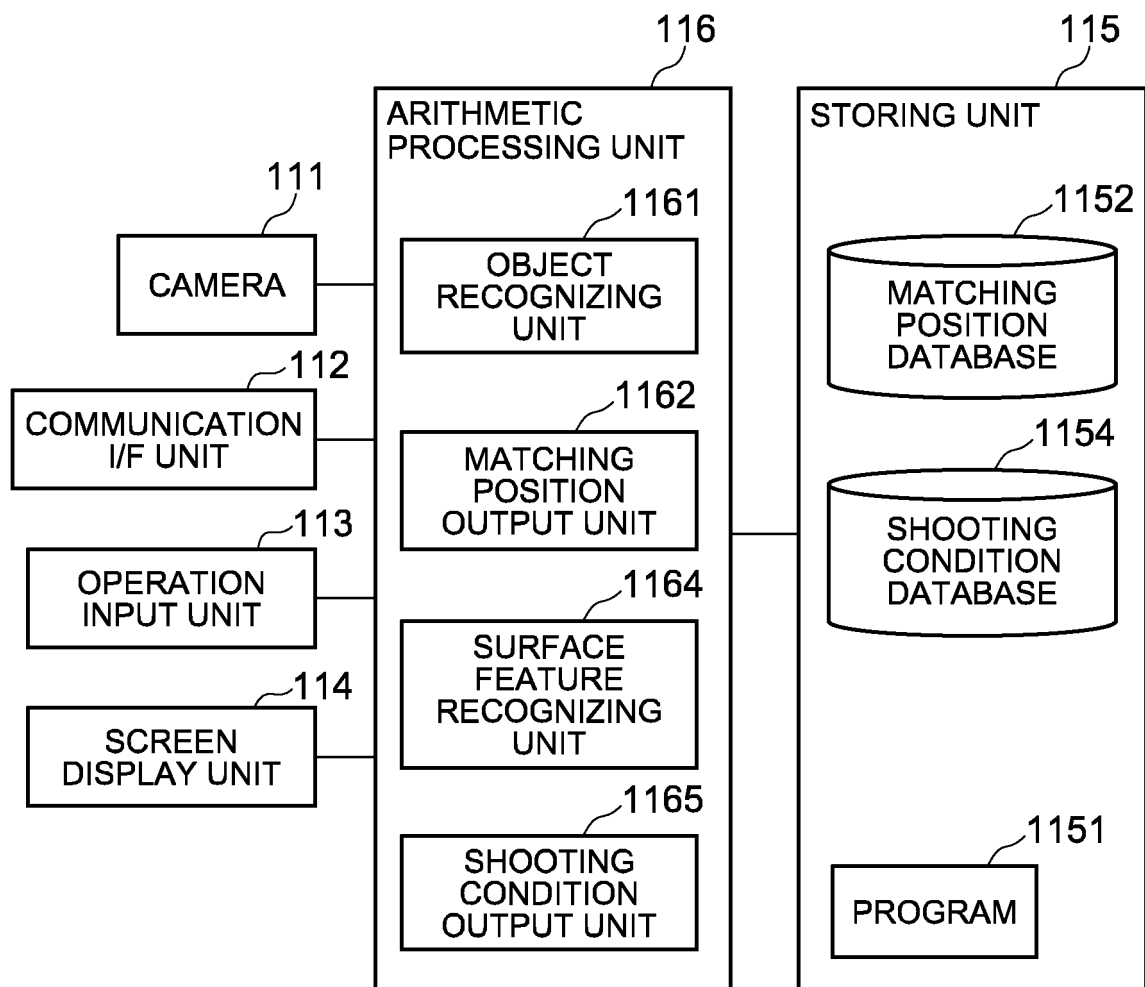 116
115
ARITHMETIC
PROCESSING UNIT
STORING UNIT
111
CAMERA
112
COMMUNICATION
I/F UNIT
113
OPERATION
INPUT UNIT
114
SCREEN
DISPLAY UNIT
1161
OBJECT
RECOGNIZING
UNIT
1162
MATCHING
POSITION
OUTPUT UNIT
1164
SURFACE
FEATURE
RECOGNIZING
UNIT
1165
SHOOTING
CONDITION
OUTPUT UNIT
1152
MATCHING
POSITION
DATABASE
1154
SHOOTING
CONDITION
DATABASE
1151
PROGRAM